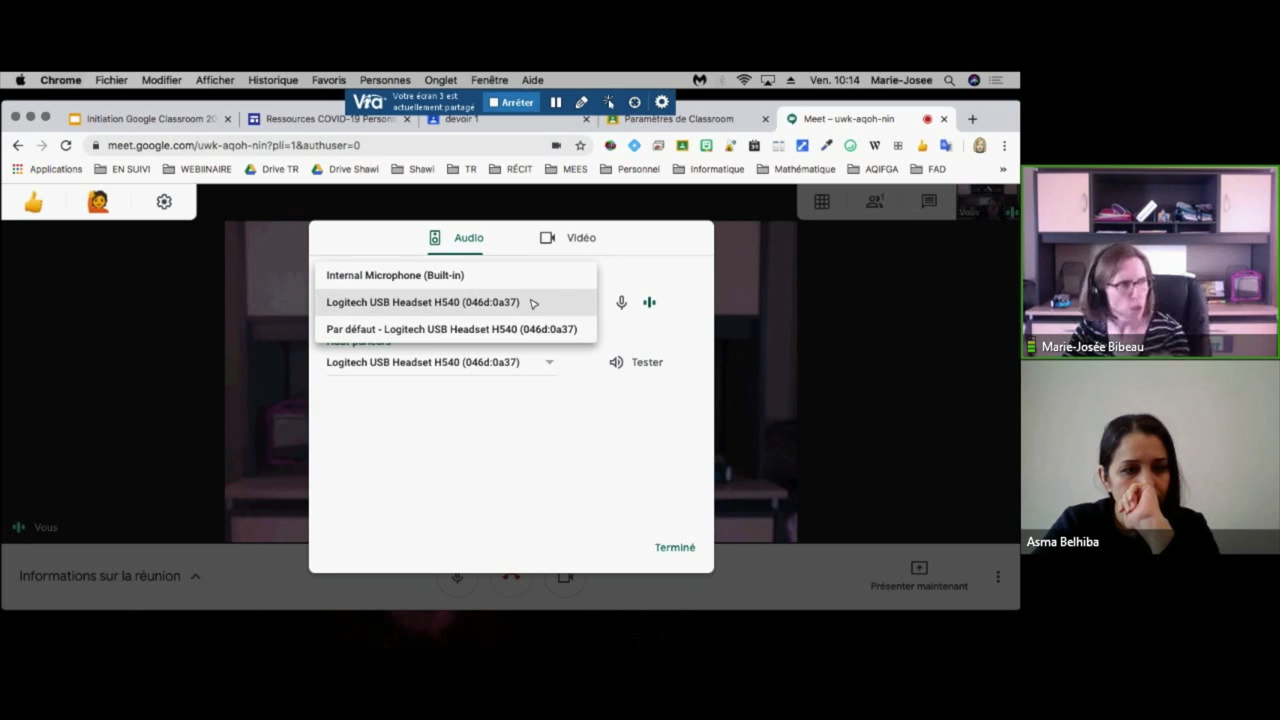 Chrome Fichier Modifier Afficher Historique Favoris Personnes Onglet Fenêtre Aide Ven. 10:14 Marie-Josee
Via Votre écran 3 est actuellement partagé Arrêter
Initiation Google Classroom 20 Ressources COVID-19 Personn devoir 1 Paramètres de Classroom Meet – uwk-aqoh-nin
meet.google.com/uwk-aqoh-nin?pli=1&authuser=0
Applications EN SUIVI WEBIINAIRE Drive TR Drive Shawi Shawi TR RÉCIT MEES Personnel Informatique Mathématique AQIFGA FAD »
Vous
Audio Vidéo
Internal Microphone (Built-in)
Logitech USB Headset H540 (046d:0a37)
Par défaut - Logitech USB Headset H540 (046d:0a37)
Haut-parleurs
Logitech USB Headset H540 (046d:0a37) Tester
Marie-Josée Bibeau
Vous
Terminé
Asma Belhiba
Informations sur la réunion
Présenter maintenant